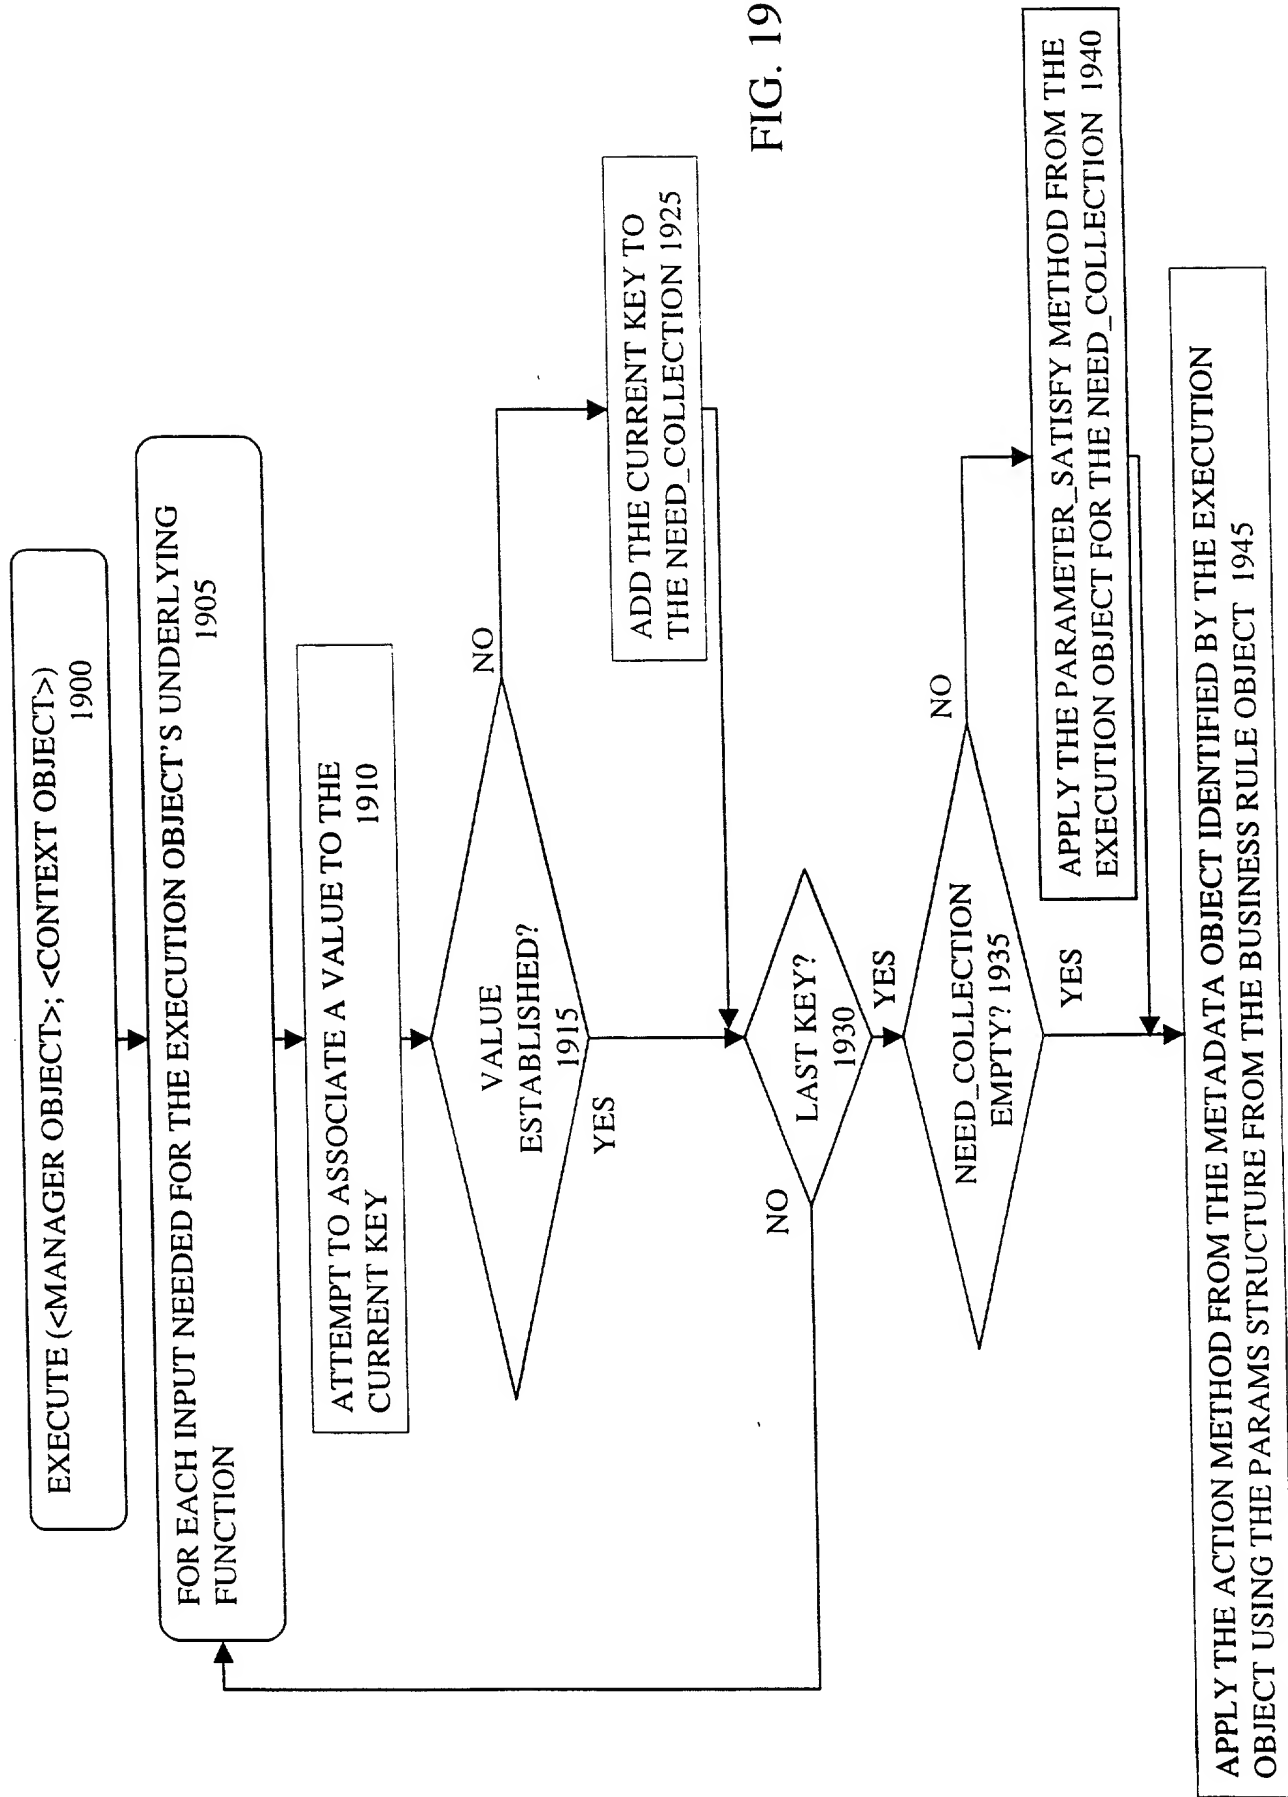 EXECUTE (<MANAGER OBJECT>; <CONTEXT OBJECT>)
1900
FOR EACH INPUT NEEDED FOR THE EXECUTION OBJECT'S UNDERLYING
FUNCTION 1905
ATTEMPT TO ASSOCIATE A VALUE TO THE
CURRENT KEY 1910
VALUE
ESTABLISHED?
1915
NO
YES
ADD THE CURRENT KEY TO
THE NEED_COLLECTION 1925
LAST KEY?
1930
NO
YES
NEED_COLLECTION
EMPTY? 1935
NO
YES
APPLY THE PARAMETER_SATISFY METHOD FROM THE
EXECUTION OBJECT FOR THE NEED_COLLECTION 1940
APPLY THE ACTION METHOD FROM THE METADATA OBJECT IDENTIFIED BY THE EXECUTION
OBJECT USING THE PARAMS STRUCTURE FROM THE BUSINESS RULE OBJECT 1945
FIG. 19